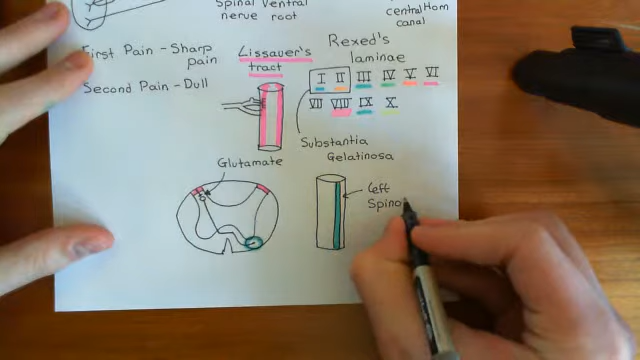 Spinal Ventral
nerve root
central Horn
canal
First Pain - Sharp
pain
Second Pain - Dull
Lissauer's
tract
Rexed's
laminae
I II III IV V VI
VII VIII IX X
Substantia
Gelatinosa
Glutamate
Left
Spino